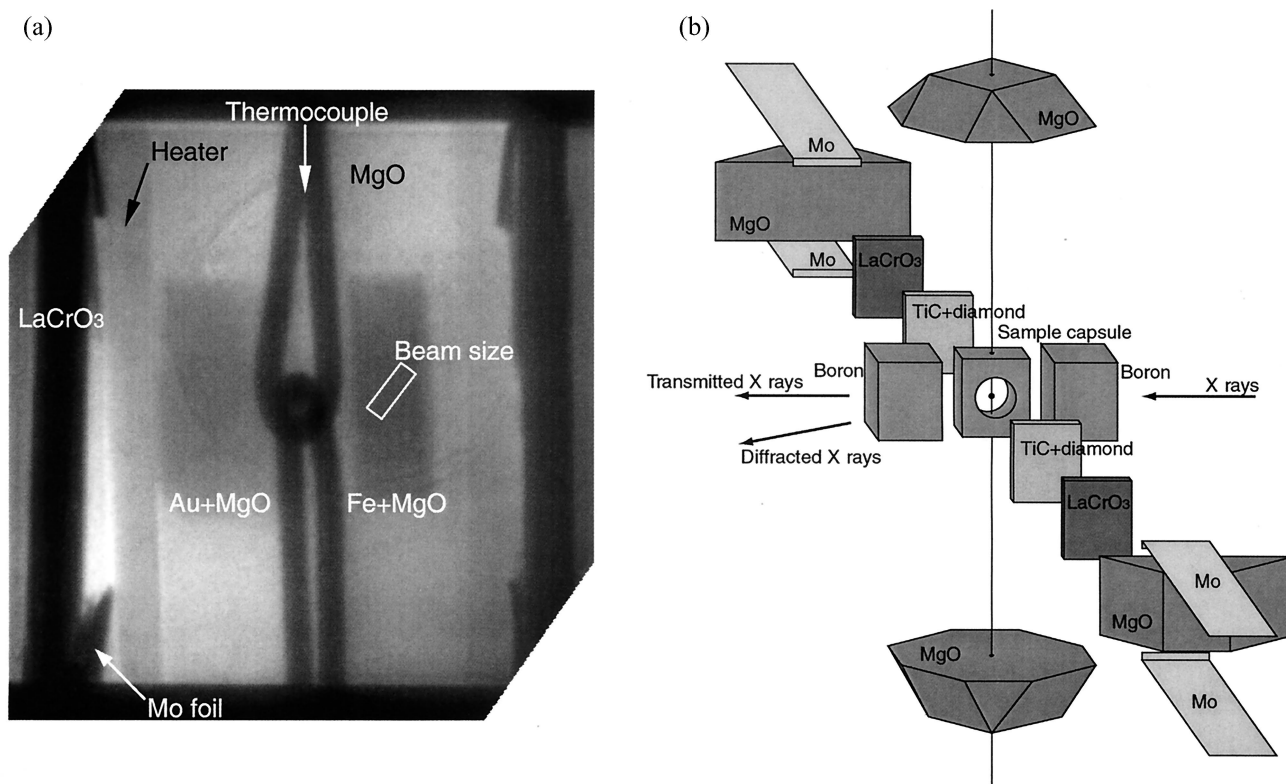 (a)
Thermocouple
Heater
MgO
LaCrO3
Beam size
Au+MgO
Fe+MgO
Mo foil
(b)
MgO
Mo
MgO
Mo
LaCrO3
TiC+diamond
Sample capsule
Boron
Boron
Transmitted X rays
X rays
Diffracted X rays
TiC+diamond
LaCrO3
Mo
MgO
MgO
Mo